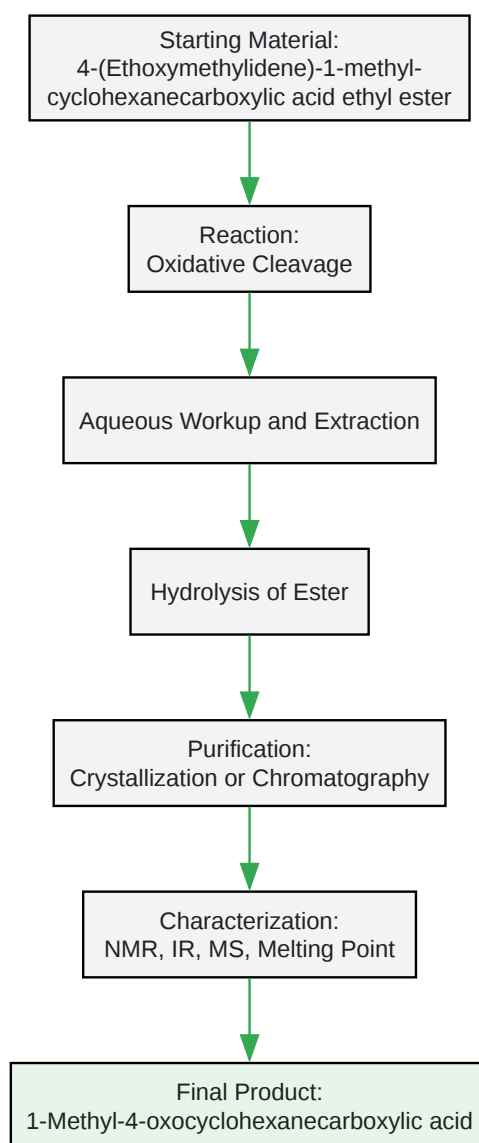 Starting Material:
4-(Ethoxymethylidene)-1-methyl-
cyclohexanecarboxylic acid ethyl ester
Reaction:
Oxidative Cleavage
Aqueous Workup and Extraction
Hydrolysis of Ester
Purification:
Crystallization or Chromatography
Characterization:
NMR, IR, MS, Melting Point
Final Product:
1-Methyl-4-oxocyclohexanecarboxylic acid